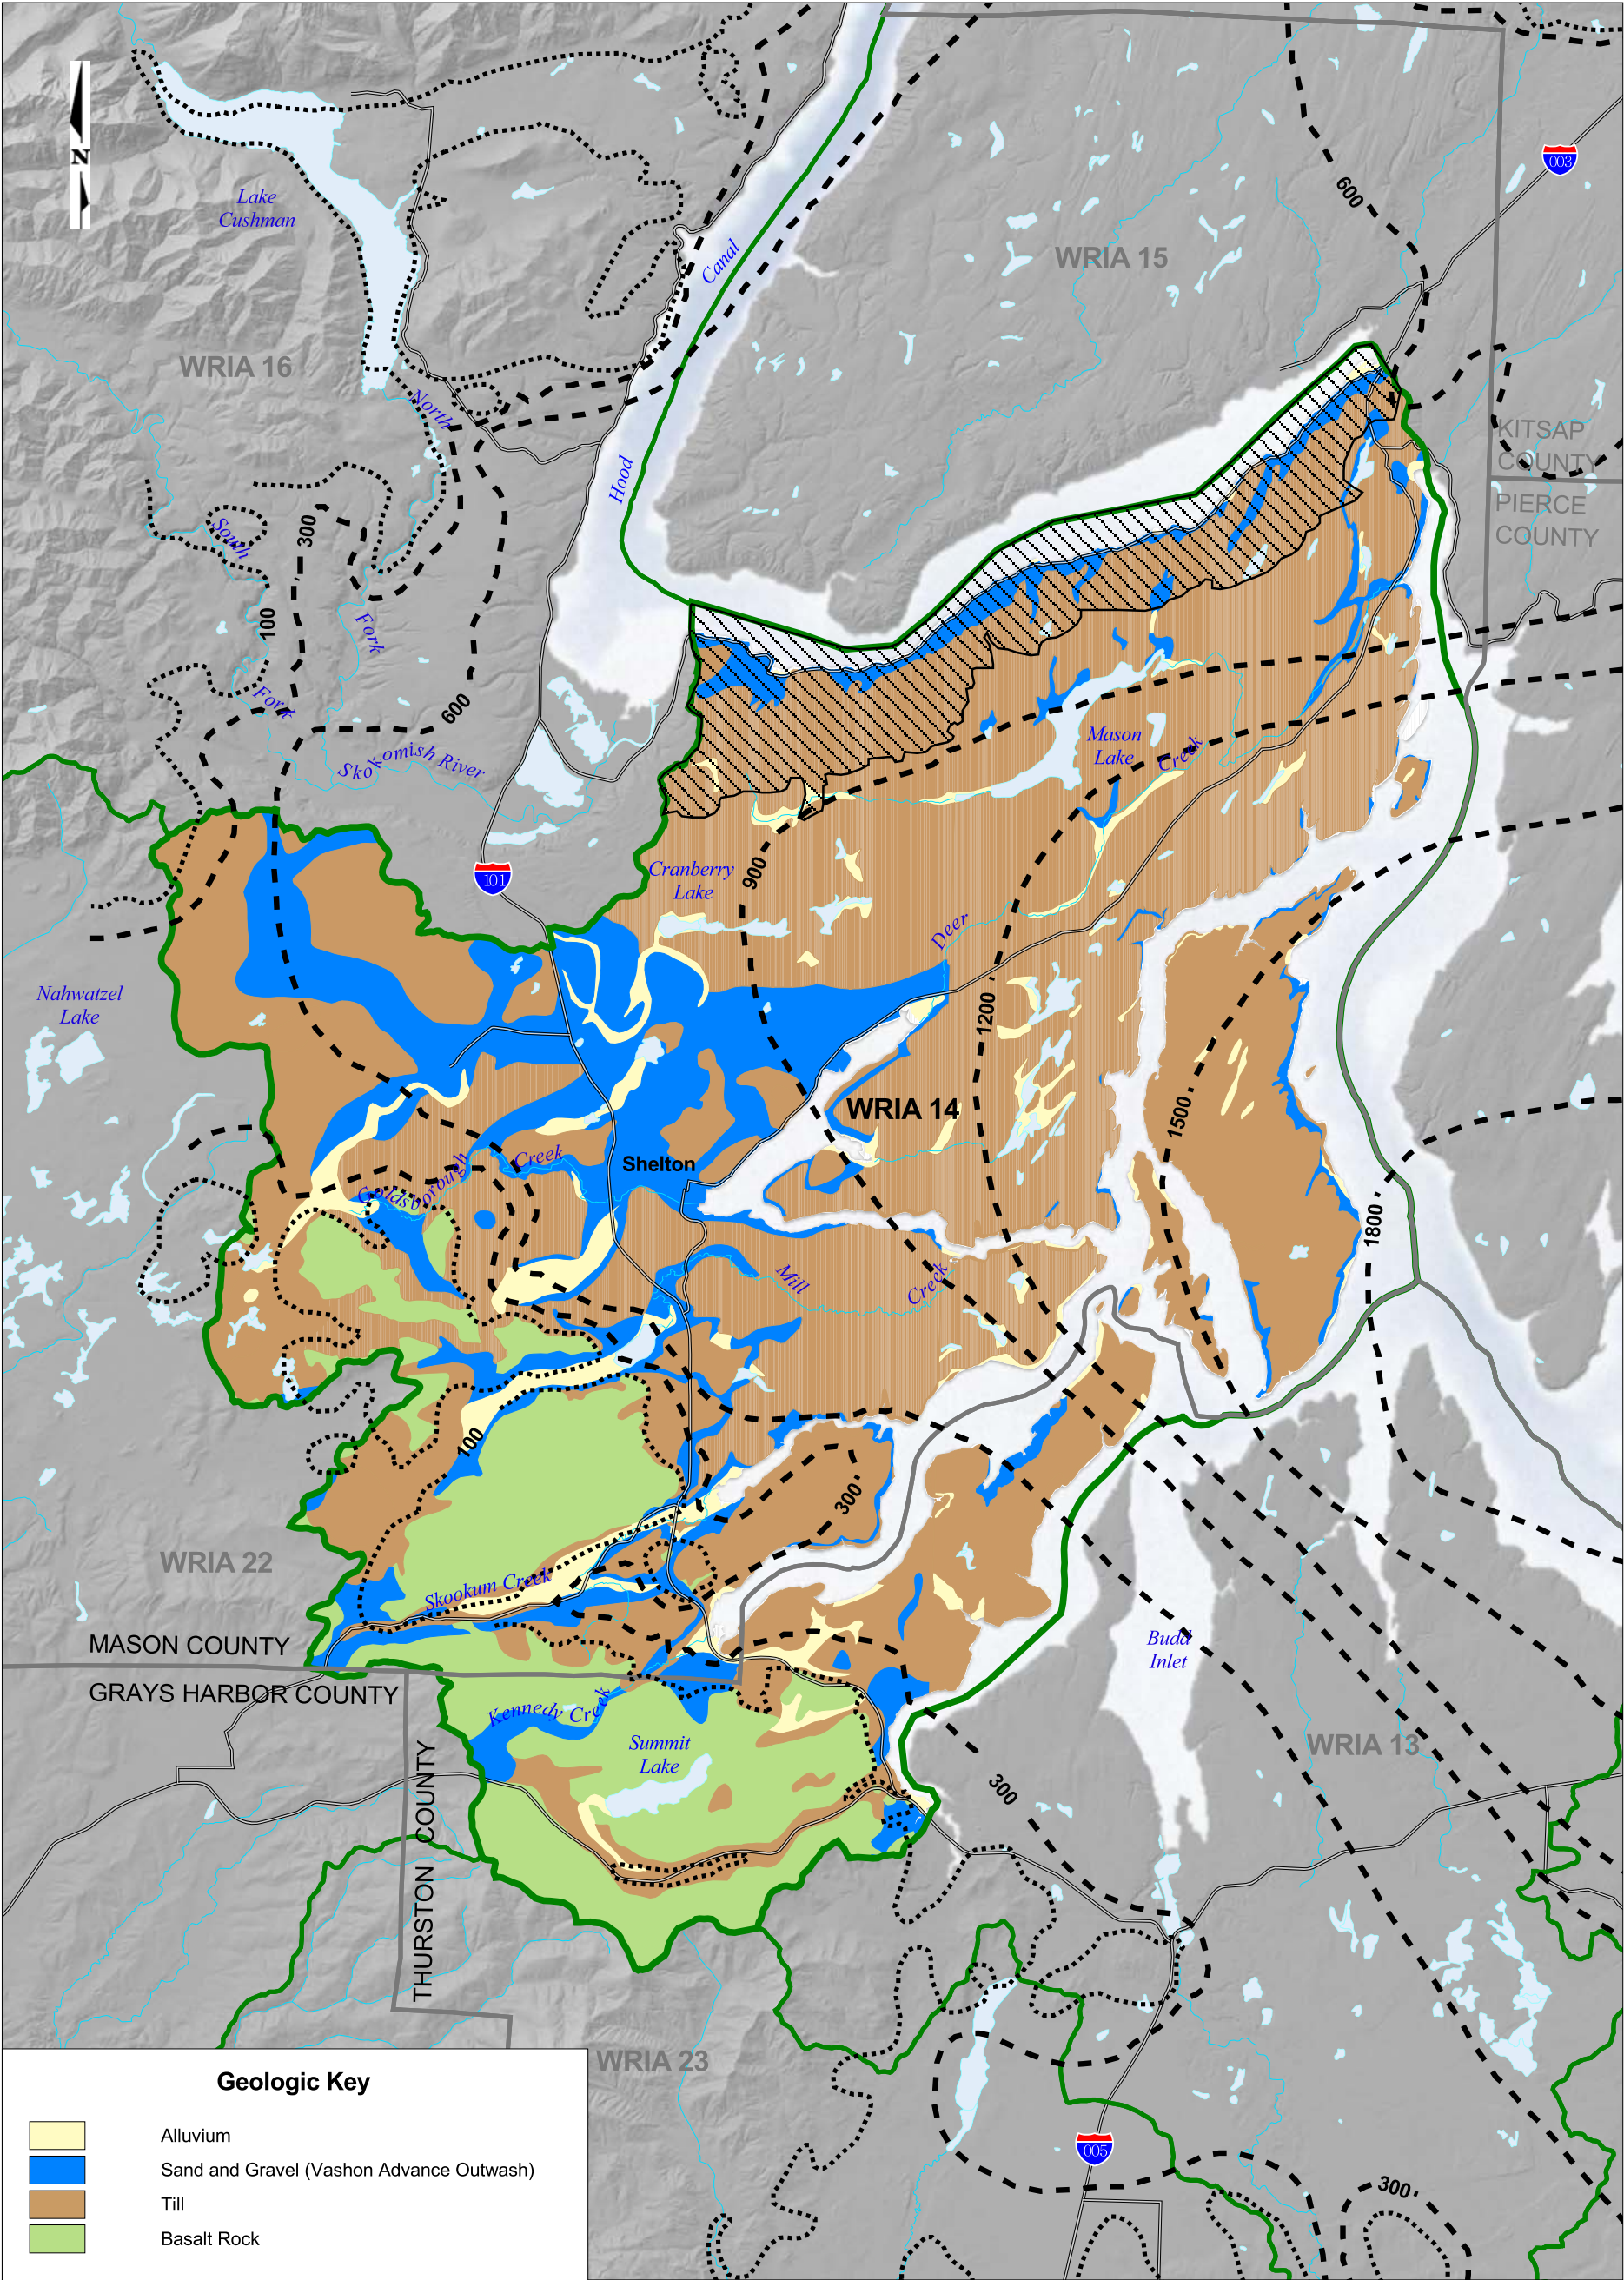 N
003
Lake
Cushman
600
Canal
WRIA 15
WRIA 16
North
KITSAP
COUNTY
Hood
PIERCE
COUNTY
South
300
100
Fork
Fork
600
Skokomish River
Mason
Lake
Creek
101
Cranberry
Lake
900
Deer
Nahwatzel
Lake
1200
WRIA 14
1500
Shelton
Goldsborough
Creek
1800
Mill
Creek
100
300
WRIA 22
Skookum Creek
MASON COUNTY
Budd
Inlet
GRAYS HARBOR COUNTY
Kennedy Creek
Summit
Lake
WRIA 13
THURSTON COUNTY
300
WRIA 23
005
300
Geologic Key
Alluvium
Sand and Gravel (Vashon Advance Outwash)
Till
Basalt Rock